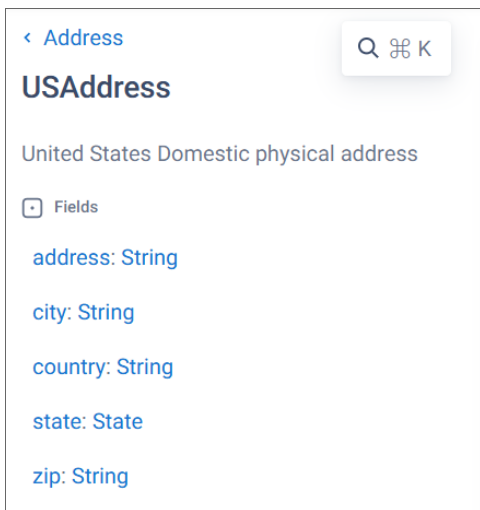 ‹ Address
⌘ K
USAddress
United States Domestic physical address
Fields
address: String
city: String
country: String
state: State
zip: String